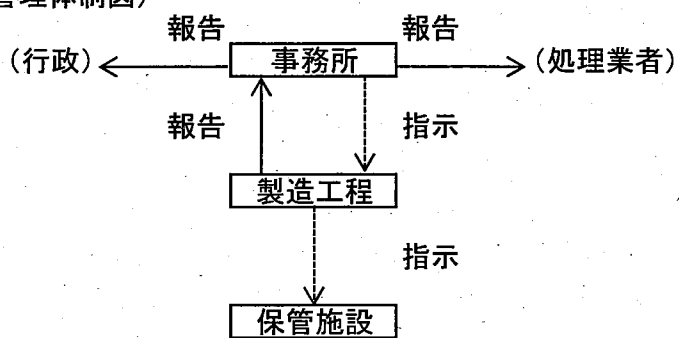 管理体制図)
報告 報告
(行政) 事務所 (処理業者)
報告 指示
製造工程
指示
保管施設